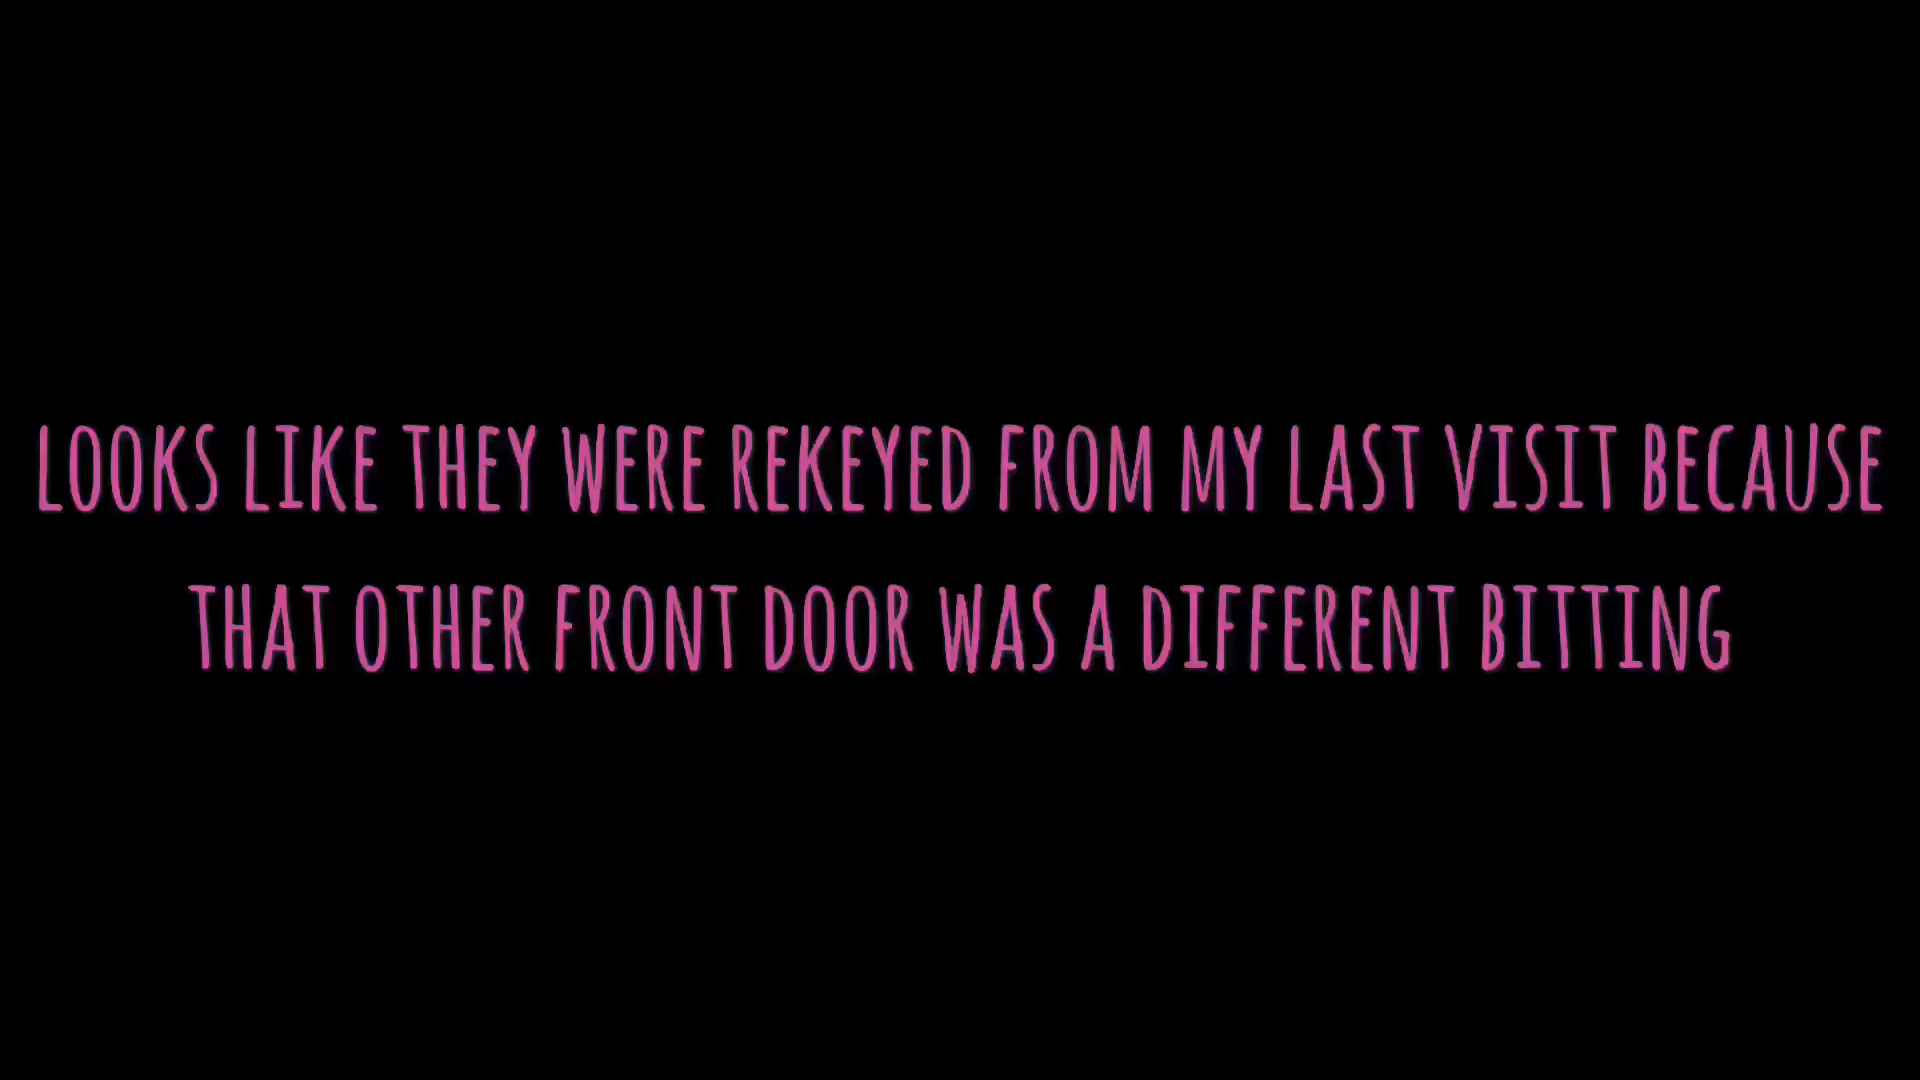 LOOKS LIKE THEY WERE REKEYED FROM MY LAST VISIT BECAUSE
THAT OTHER FRONT DOOR WAS A DIFFERENT BITTING